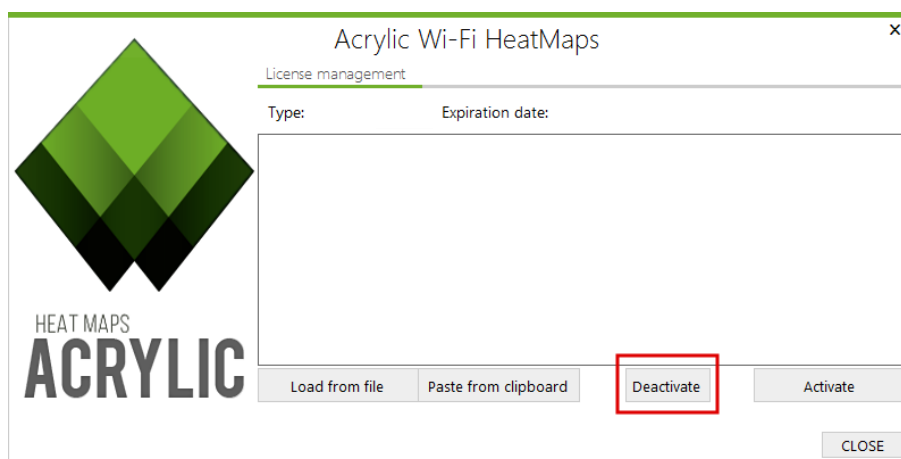 Acrylic Wi-Fi HeatMaps
License management
Type: Expiration date:
HEAT MAPS
ACRYLIC
Load from file Paste from clipboard Deactivate Activate
CLOSE